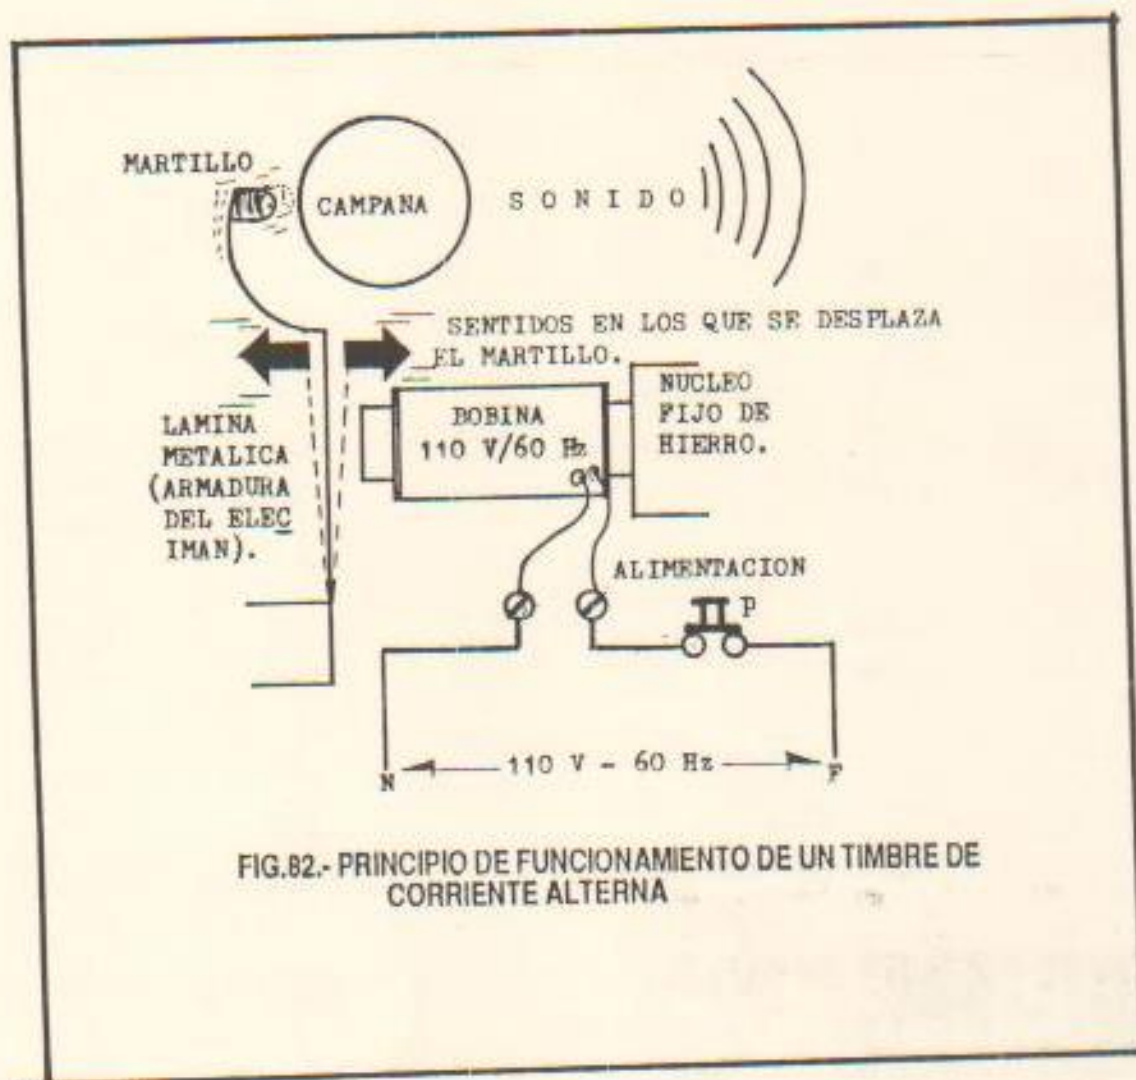 MARTILLO
CAMPANA
S O N I D O
SENTIDOS EN LOS QUE SE DESPLAZA
EL MARTILLO.
BOBINA
110 V/60 Hz
NUCLEO
FIJO DE
HIERRO.
LAMINA
METALICA
(ARMADURA
DEL ELEC
IMAN).
ALIMENTACION
P
N
110 V - 60 Hz
F
FIG.82.- PRINCIPIO DE FUNCIONAMIENTO DE UN TIMBRE DE
CORRIENTE ALTERNA